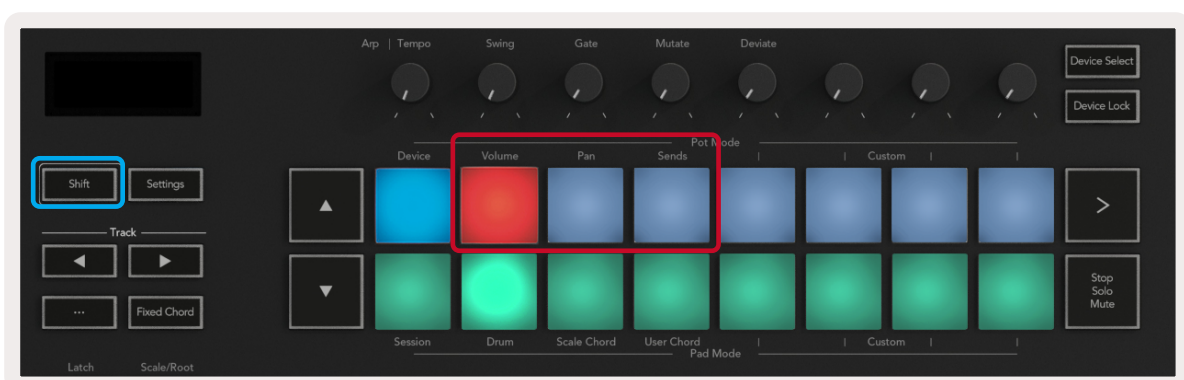 Arp | Tempo Swing Gate Mutate Deviate
Device Select
Device Lock
Pot Mode
Device Volume Pan Sends | | Custom | |
Shift Settings
Track
... Fixed Chord
Stop
Solo
Mute
Session Drum Scale Chord User Chord | | Custom | |
Pad Mode
Latch Scale/Root